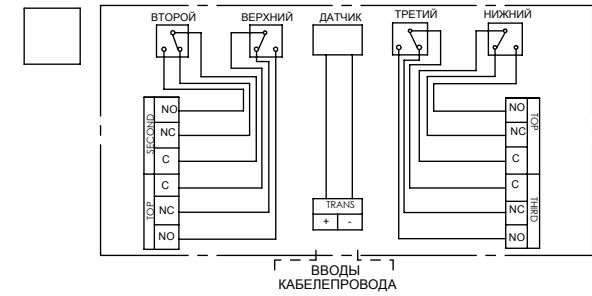 ВТОРОЙ
ВЕРХНИЙ
ДАТЧИК
ТРЕТИЙ
НИЖНИЙ
SECOND
NO
NC
C
TOP
C
NC
NO
TRANS
+ -
NO
NC
C
TOP
C
NC
NO
THIRD
ВВОДЫ
КАБЕЛЕПРОВОДА